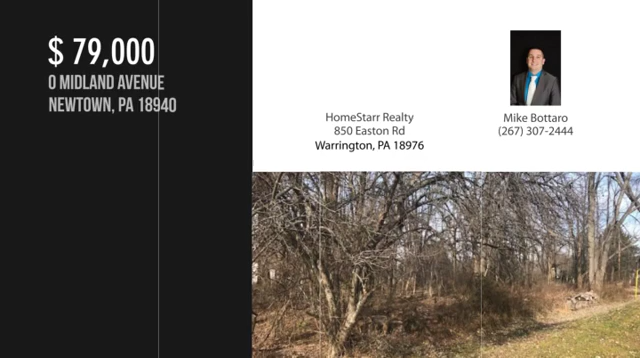 $ 79,000
0 MIDLAND AVENUE
NEWTOWN, PA 18940
HomeStarr Realty
850 Easton Rd
Warrington, PA 18976
Mike Bottaro
(267) 307-2444